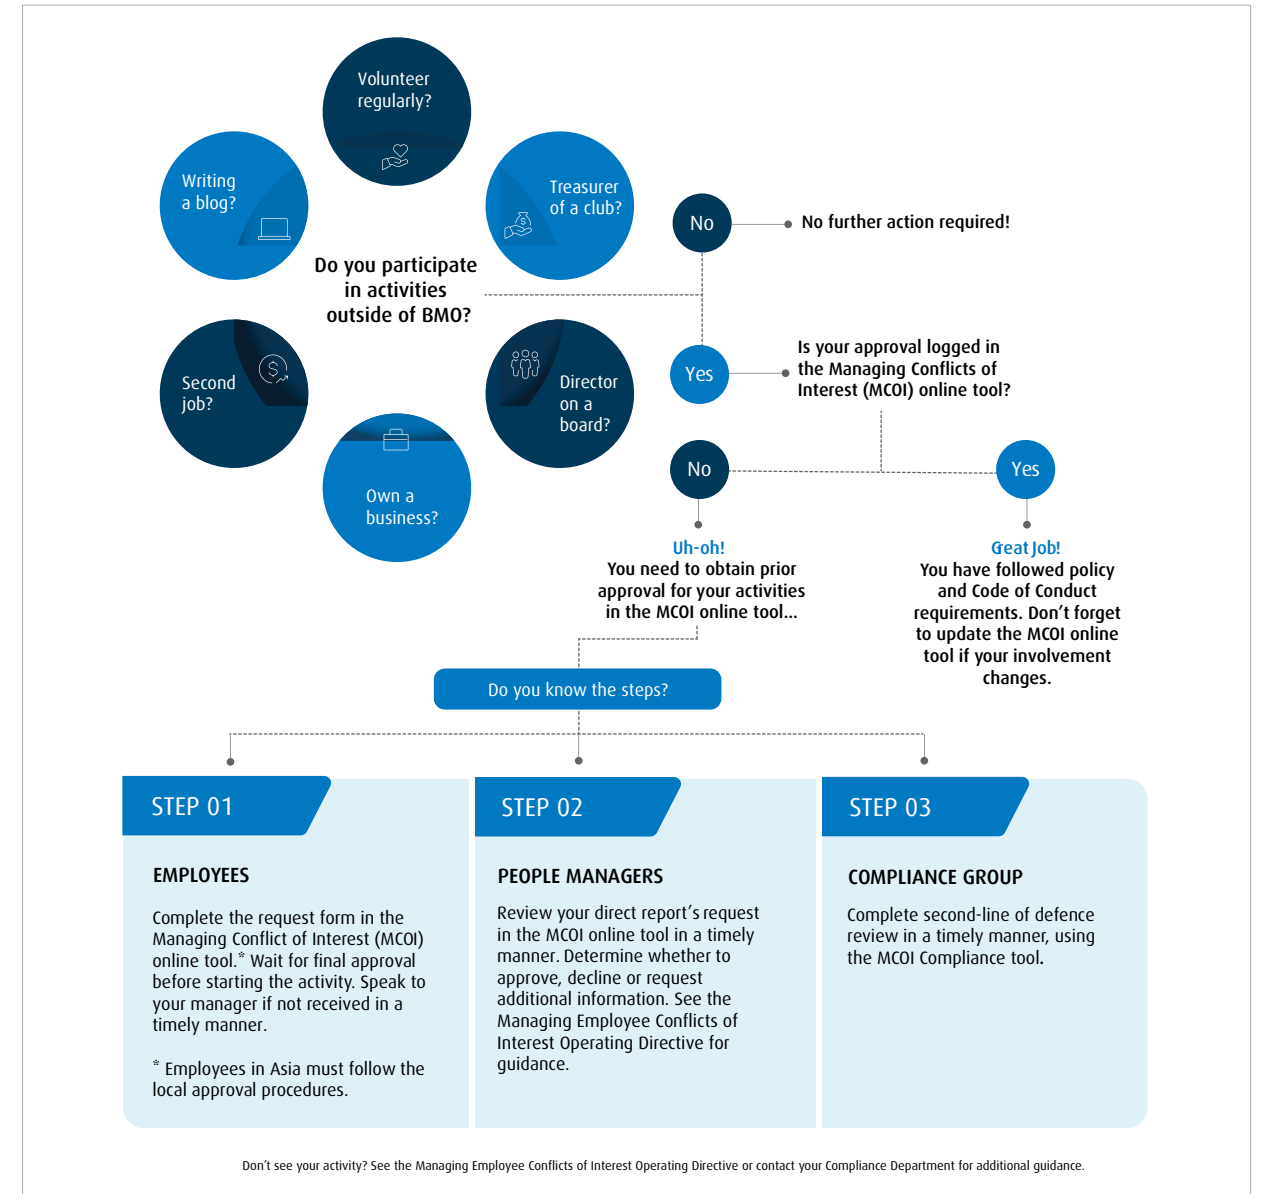 Volunteer
regularly?
Writing
a blog?
Treasurer
of a club?
Do you participate
in activities
outside of BMO?
Second
job?
Director
on a
board?
Own a
business?
No
No further action required!
Yes
Is your approval logged in
the Managing Conflicts of
Interest (MCOI) online tool?
No
Yes
Uh-oh!
You need to obtain prior
approval for your activities
in the MCOI online tool...
Great Job!
You have followed policy
and Code of Conduct
requirements. Don't forget
to update the MCOI online
tool if your involvement
changes.
Do you know the steps?
STEP 01
EMPLOYEES
Complete the request form in the
Managing Conflict of Interest (MCOI)
online tool.* Wait for final approval
before starting the activity. Speak to
your manager if not received in a
timely manner.
* Employees in Asia must follow the
local approval procedures.
STEP 02
PEOPLE MANAGERS
Review your direct report's request
in the MCOI online tool in a timely
manner. Determine whether to
approve, decline or request
additional information. See the
Managing Employee Conflicts of
Interest Operating Directive for
guidance.
STEP 03
COMPLIANCE GROUP
Complete second-line of defence
review in a timely manner, using
the MCOI Compliance tool.
Don't see your activity? See the Managing Employee Conflicts of Interest Operating Directive or contact your Compliance Department for additional guidance.